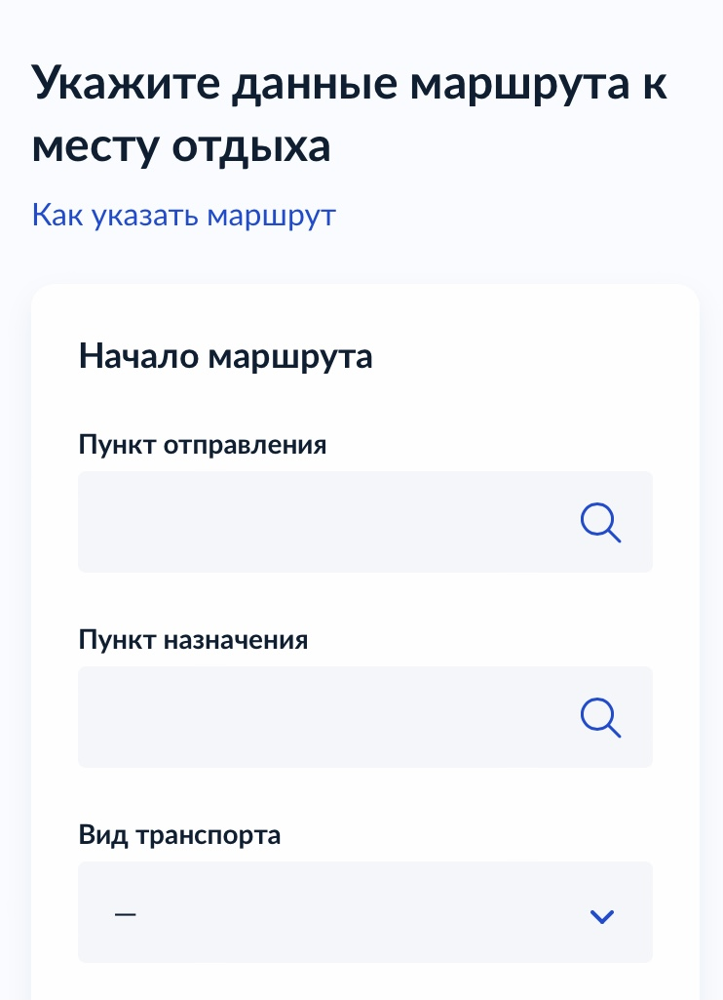 Укажите данные маршрута к
месту отдыха
Как указать маршрут
Начало маршрута
Пункт отправления
Пункт назначения
Вид транспорта
—